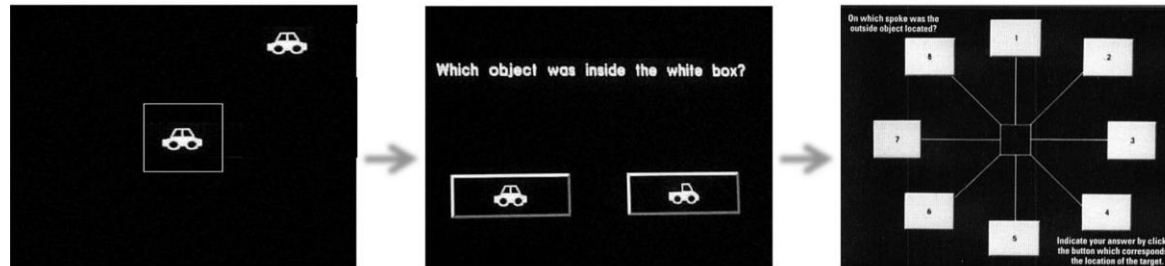 Which object was inside the white box?
On which spoke was the
outside object located?
1
2
3
4
5
6
7
8
Indicate your answer by click
the button which corresponds
the location of the target.